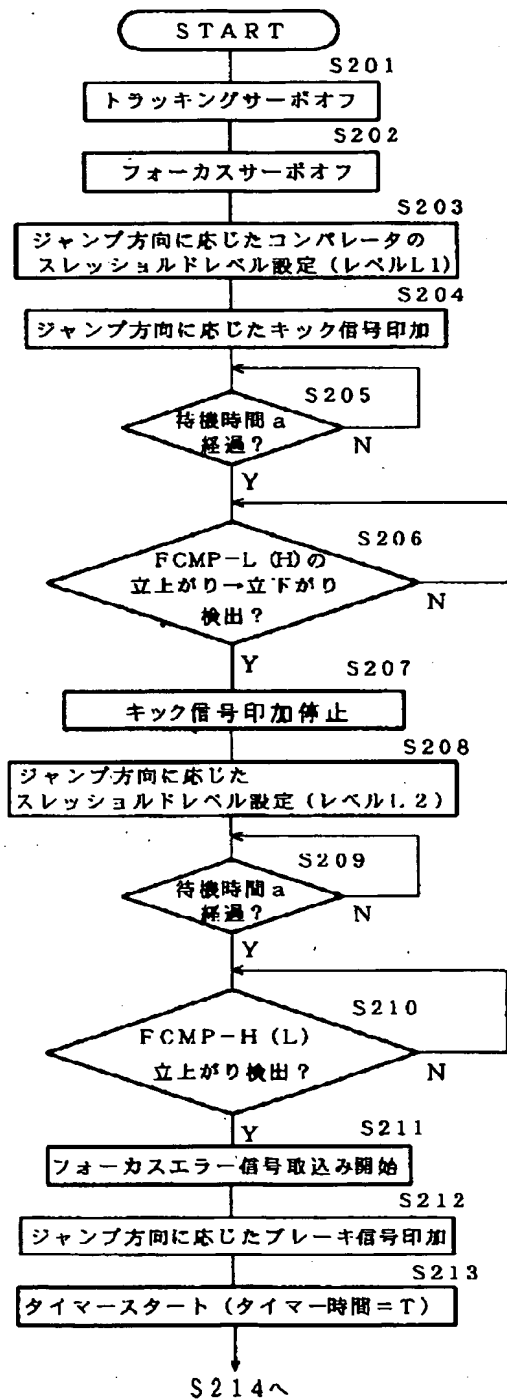 START
S201
トラッキングサーボオフ
S202
フォーカスサーボオフ
S203
ジャンプ方向に応じたコンパレータの
スレッショルドレベル設定(レベルL1)
S204
ジャンプ方向に応じたキック信号印加
S205
待機時間a
経過?
N
Y
S206
FCMP-L(H)の
立上がり→立下がり
検出?
N
Y
S207
キック信号印加停止
S208
ジャンプ方向に応じた
スレッショルドレベル設定(レベルL2)
S209
待機時間a
経過?
N
Y
S210
FCMP-H(L)
立上がり検出?
N
Y
S211
フォーカスエラー信号取込み開始
S212
ジャンプ方向に応じたブレーキ信号印加
S213
タイマースタート(タイマー時間=T)
S214へ